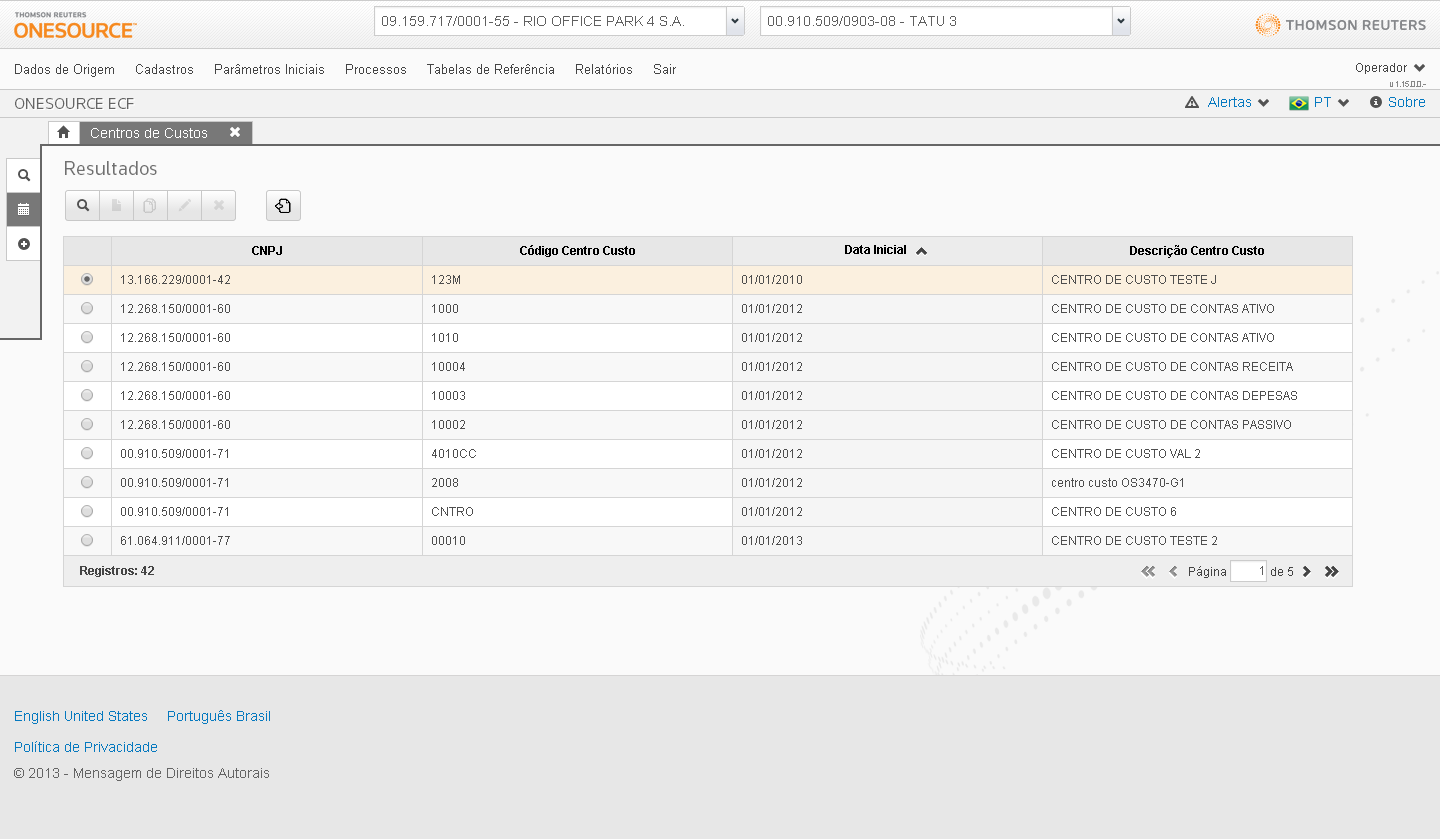 THOMSON REUTERS
ONESOURCE™
09.159.717/0001-55 - RIO OFFICE PARK 4 S.A.
00.910.509/0903-08 - TATU 3
THOMSON REUTERS
Dados de Origem Cadastros Parâmetros Iniciais Processos Tabelas de Referência Relatórios Sair
Operador
ONESOURCE ECF
Alertas PT Sobre
Centros de Custos
Resultados
CNPJ Código Centro Custo Data Inicial Descrição Centro Custo
13.166.229/0001-42 123M 01/01/2010 CENTRO DE CUSTO TESTE J
12.268.150/0001-60 1000 01/01/2012 CENTRO DE CUSTO DE CONTAS ATIVO
12.268.150/0001-60 1010 01/01/2012 CENTRO DE CUSTO DE CONTAS ATIVO
12.268.150/0001-60 10004 01/01/2012 CENTRO DE CUSTO DE CONTAS RECEITA
12.268.150/0001-60 10003 01/01/2012 CENTRO DE CUSTO DE CONTAS DEPESAS
12.268.150/0001-60 10002 01/01/2012 CENTRO DE CUSTO DE CONTAS PASSIVO
00.910.509/0001-71 4010CC 01/01/2012 CENTRO DE CUSTO VAL 2
00.910.509/0001-71 2008 01/01/2012 centro custo OS3470-G1
00.910.509/0001-71 CNTRO 01/01/2012 CENTRO DE CUSTO 6
61.064.911/0001-77 00010 01/01/2013 CENTRO DE CUSTO TESTE 2
Registros: 42
Página 1 de 5
English United States Português Brasil
Política de Privacidade
© 2013 - Mensagem de Direitos Autorais